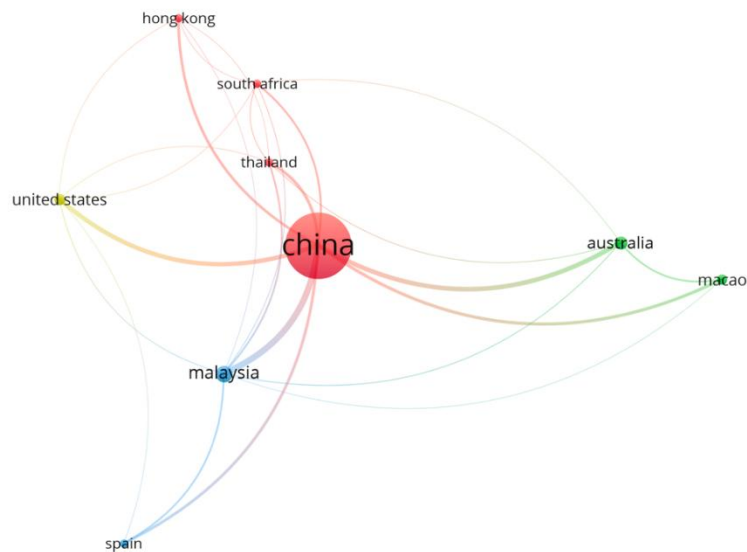 hong kong
south africa
thailand
united states
china
australia
macao
malaysia
spain